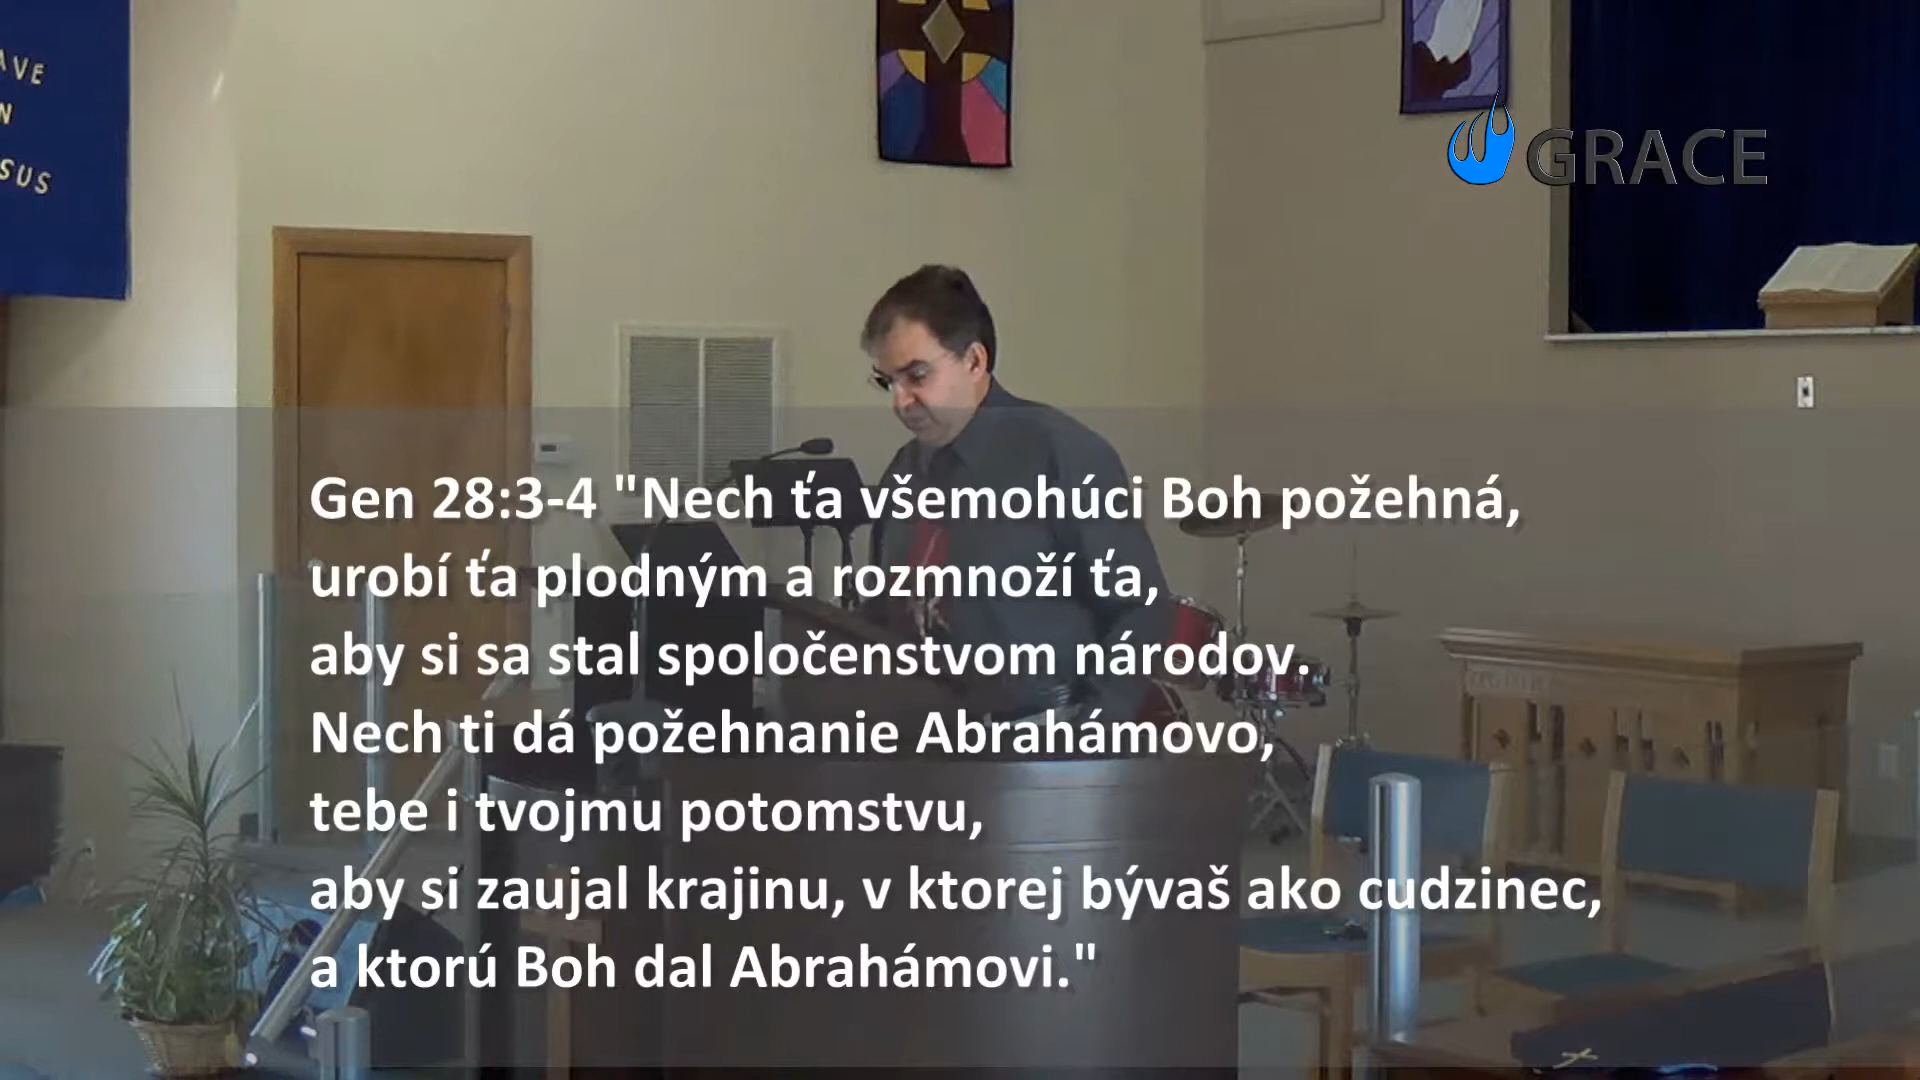 AVE
N
SUS
GRACE
Gen 28:3-4 "Nech ťa všemohúci Boh požehná,
urobí ťa plodným a rozmnoží ťa,
aby si sa stal spoločenstvom národov.
Nech ti dá požehnanie Abrahámovo,
tebe i tvojmu potomstvu,
aby si zaujal krajinu, v ktorej bývaš ako cudzinec,
a ktorú Boh dal Abrahámovi."